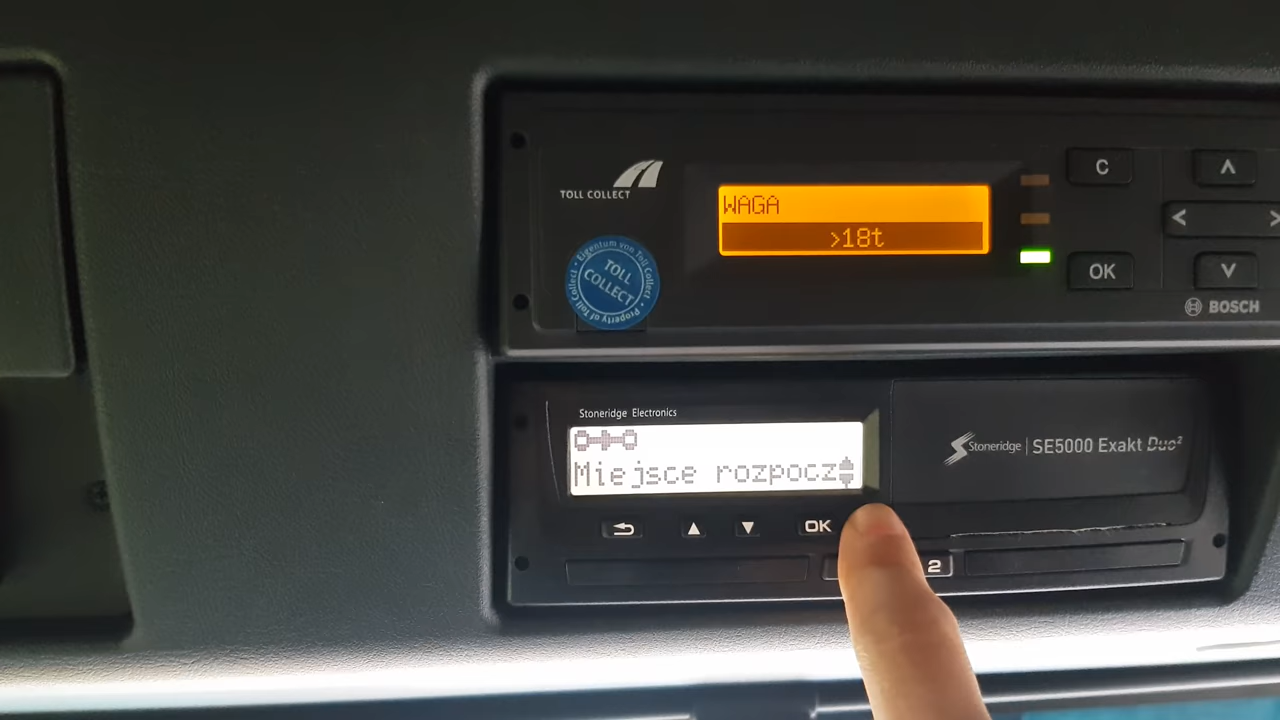 TOLL COLLECT
WAGA
>18t
C
OK
BOSCH
Eigentum von Toll Collect • Property of Toll Collect •
TOLL
COLLECT
Stoneridge Electronics
Miejsce rozpocz
OK
2
Stoneridge | SE5000 Exakt Duo²